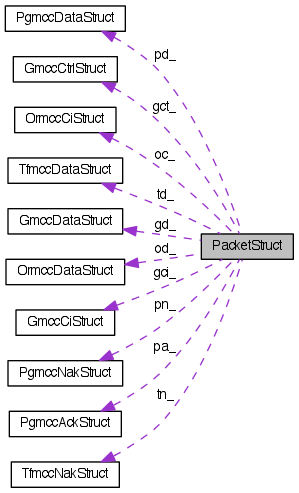 PgmccDataStruct
pd_
GmccCtrlStruct
gct_
OrmccCiStruct
oc_
TfmccDataStruct
td_
GmccDataStruct
gd_
PacketStruct
od_
OrmccDataStruct
gci_
GmccCiStruct
pn_
PgmccNakStruct
pa_
PgmccAckStruct
tn_
TfmccNakStruct